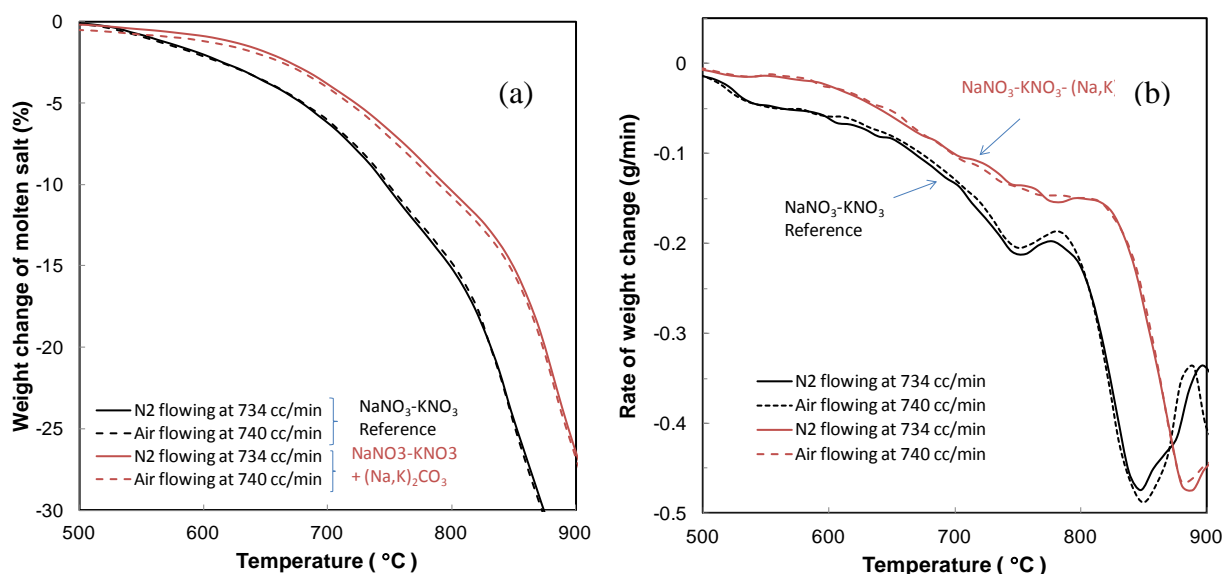 0
-5
-10
-15
-20
-25
-30
500
600
700
800
900
Weight change of molten salt (%)
Temperature ( °C )
(a)
N2 flowing at 734 cc/min
Air flowing at 740 cc/min
N2 flowing at 734 cc/min
Air flowing at 740 cc/min
NaNO₃-KNO₃
Reference
NaNO3-KNO3
+ (Na,K)₂CO₃
0
-0.1
-0.2
-0.3
-0.4
-0.5
500
600
700
800
900
Rate of weight change (g/min)
Temperature ( °C )
(b)
NaNO₃-KNO₃- (Na,K)
NaNO₃-KNO₃
Reference
N2 flowing at 734 cc/min
Air flowing at 740 cc/min
N2 flowing at 734 cc/min
Air flowing at 740 cc/min